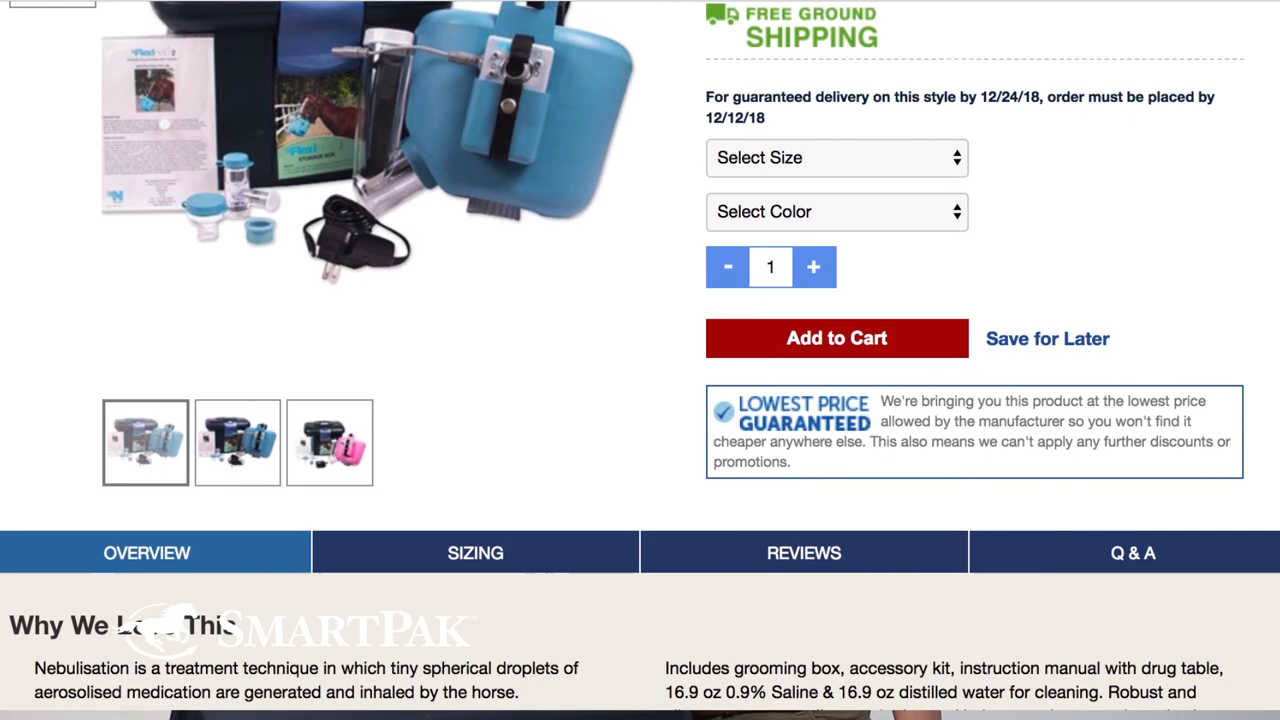 FREE GROUND
SHIPPING
For guaranteed delivery on this style by 12/24/18, order must be placed by
12/12/18
Select Size
Select Color
- 1 +
Add to Cart
Save for Later
LOWEST PRICE
GUARANTEED
We're bringing you this product at the lowest price
allowed by the manufacturer so you won't find it
cheaper anywhere else. This also means we can't apply any further discounts or
promotions.
STORAGE BOX
N
OVERVIEW
SIZING
REVIEWS
Q & A
Why We This
SMARTPAK
Nebulisation is a treatment technique in which tiny spherical droplets of
aerosolised medication are generated and inhaled by the horse.
Includes grooming box, accessory kit, instruction manual with drug table,
16.9 oz 0.9% Saline & 16.9 oz distilled water for cleaning. Robust and